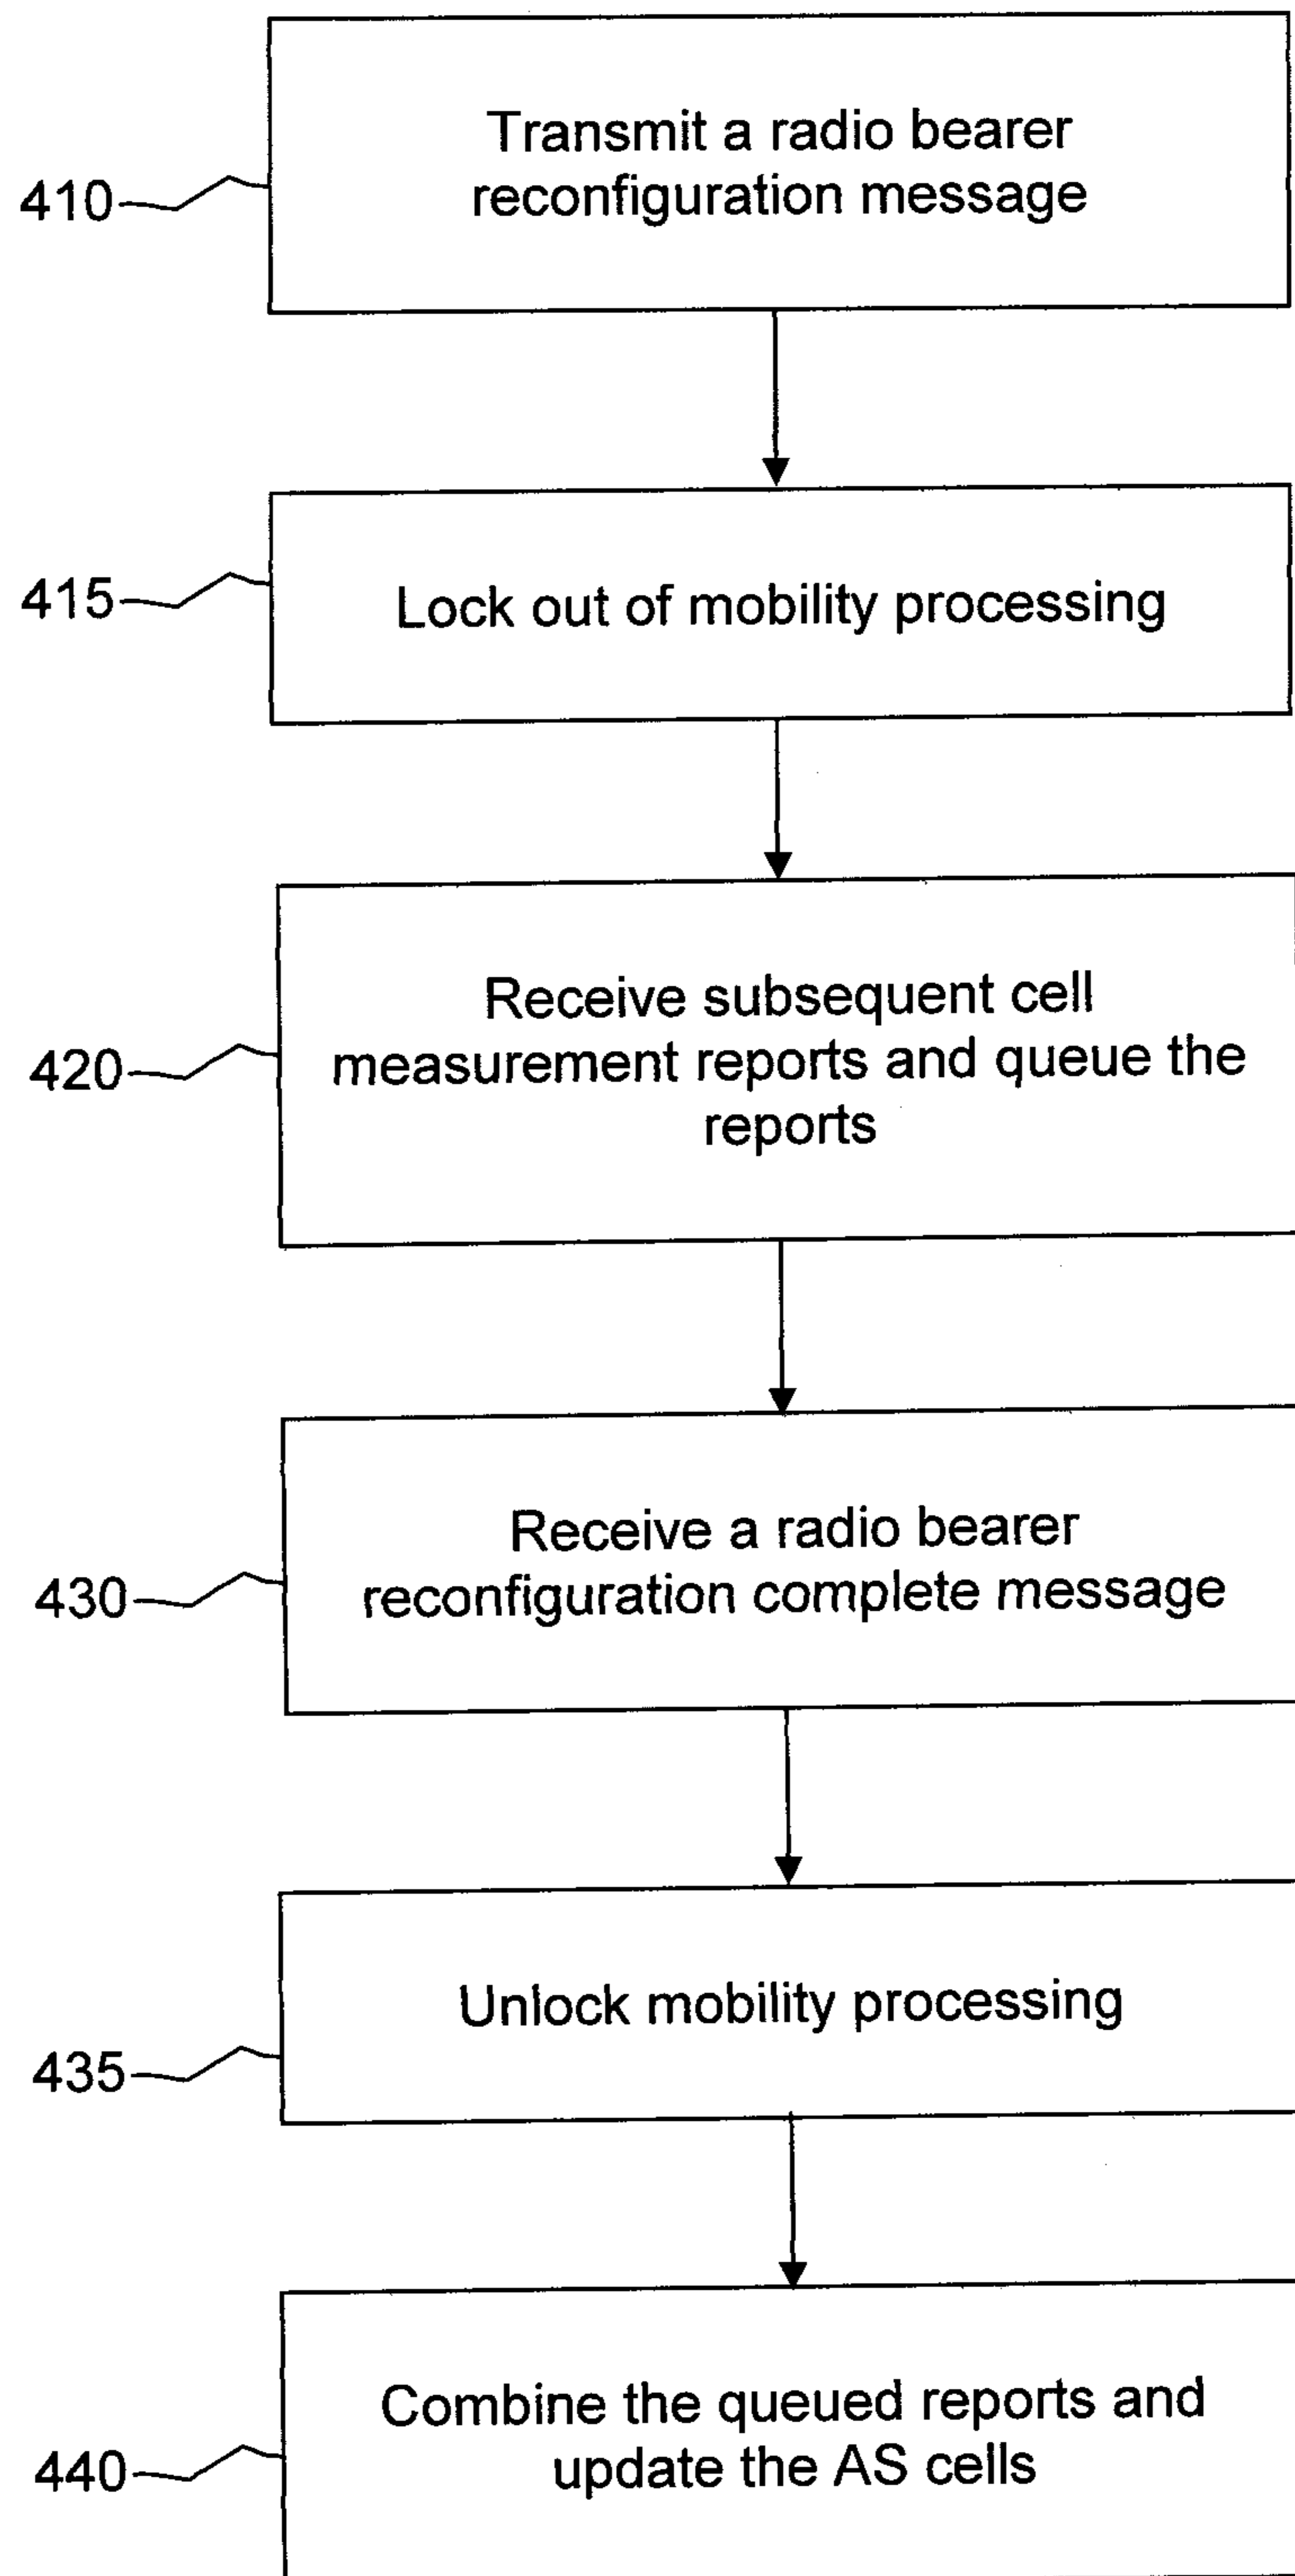 Transmit a radio bearer
reconfiguration message
410
Lock out of mobility processing
415
Receive subsequent cell
measurement reports and queue the
reports
420
Receive a radio bearer
reconfiguration complete message
430
Unlock mobility processing
435
Combine the queued reports and
update the AS cells
440